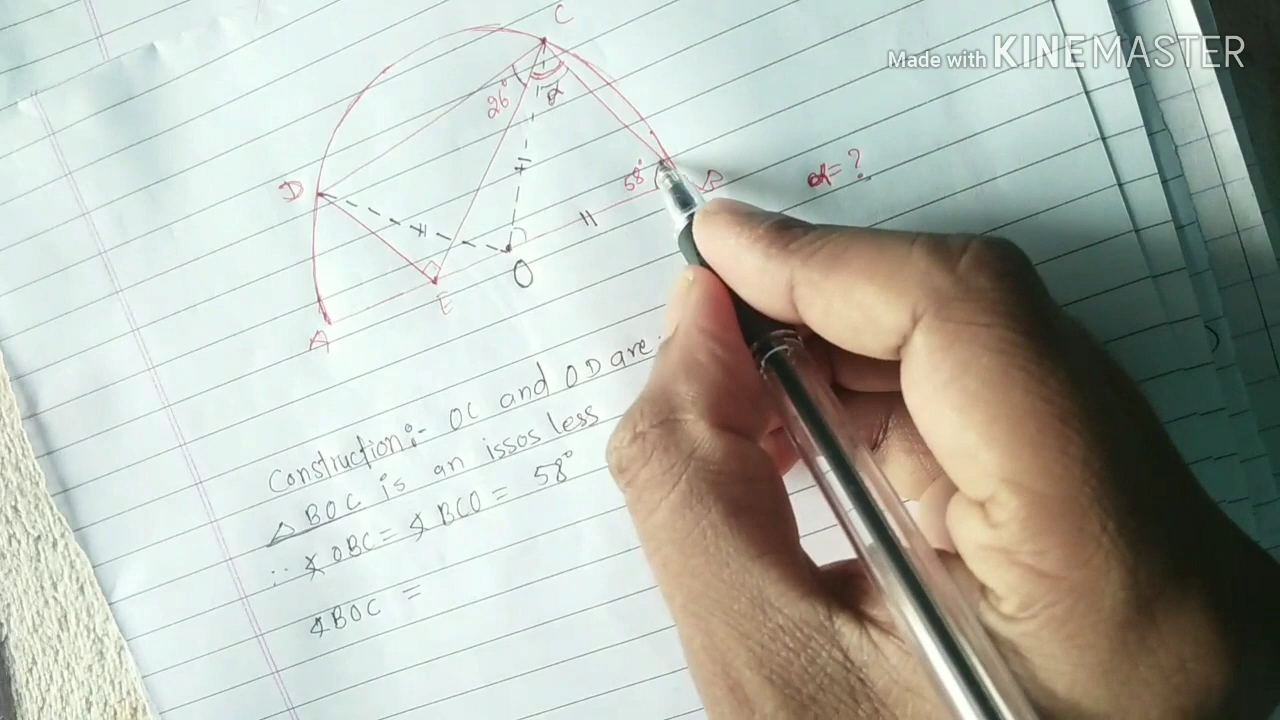 Made with KINEMASTER
C
26°
α
D
58°
B
α = ?
O
E
A
Construction:- OC and OD are.
△BOC is an issos less
∴ ∡ OBC = ∡ BCO = 58°
∡BOC =